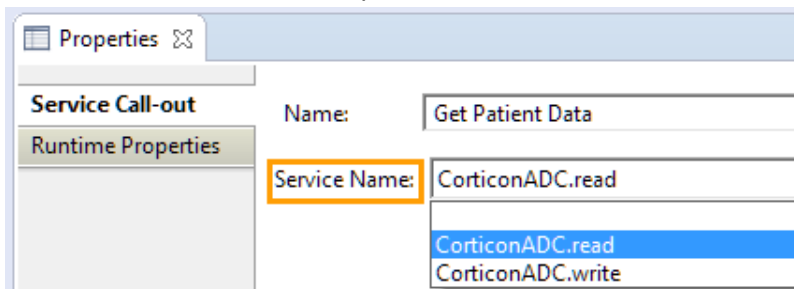 Properties
Service Call-out
Name: Get Patient Data
Runtime Properties
Service Name: CorticonADC.read
CorticonADC.read
CorticonADC.write